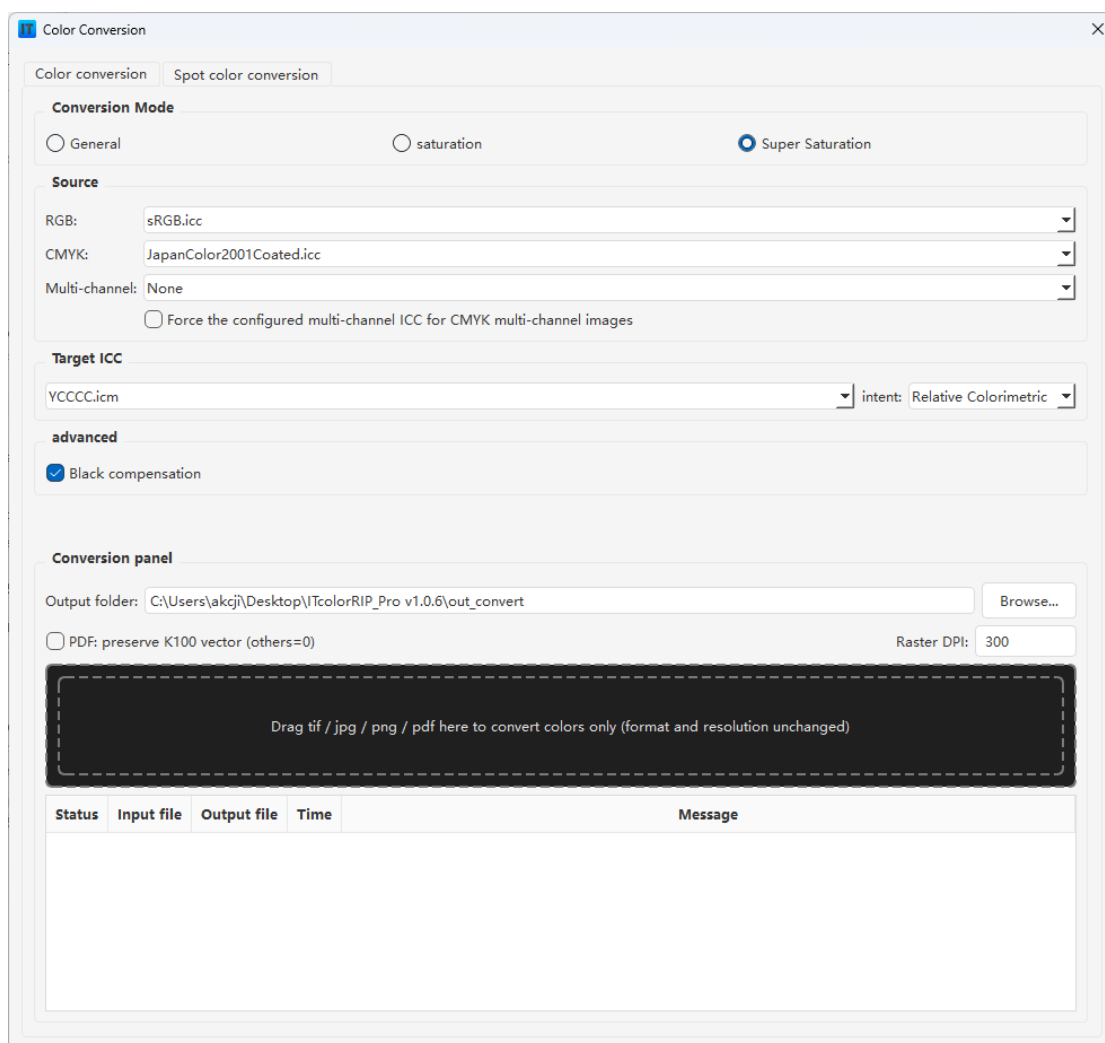 IT Color Conversion
Color conversion Spot color conversion
Conversion Mode
General saturation Super Saturation
Source
RGB: sRGB.icc
CMYK: JapanColor2001Coated.icc
Multi-channel: None
Force the configured multi-channel ICC for CMYK multi-channel images
Target ICC
YCCCC.icm intent: Relative Colorimetric
advanced
Black compensation
Conversion panel
Output folder: C:\Users\akcji\Desktop\ITcolorRIP_Pro v1.0.6\out_convert Browse...
PDF: preserve K100 vector (others=0) Raster DPI: 300
Drag tif / jpg / png / pdf here to convert colors only (format and resolution unchanged)
Status Input file Output file Time Message